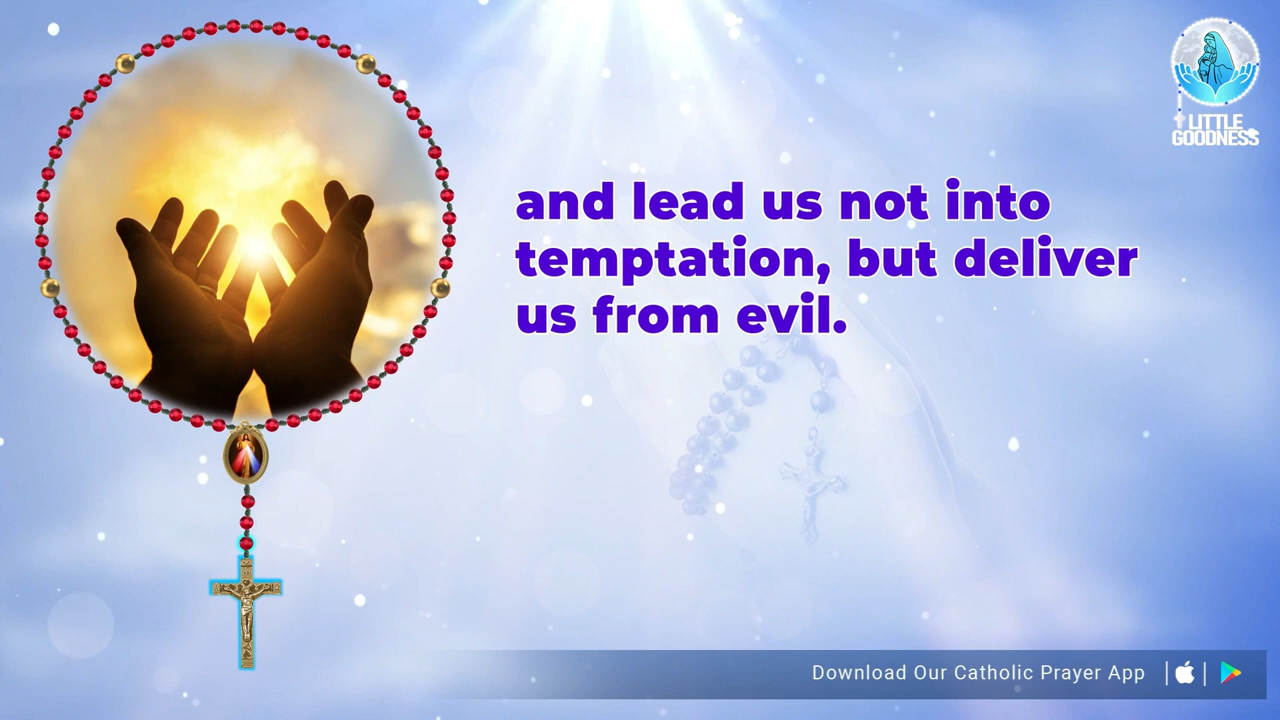 LITTLE
GOODNESS
and lead us not into
temptation, but deliver
us from evil.
Download Our Catholic Prayer App